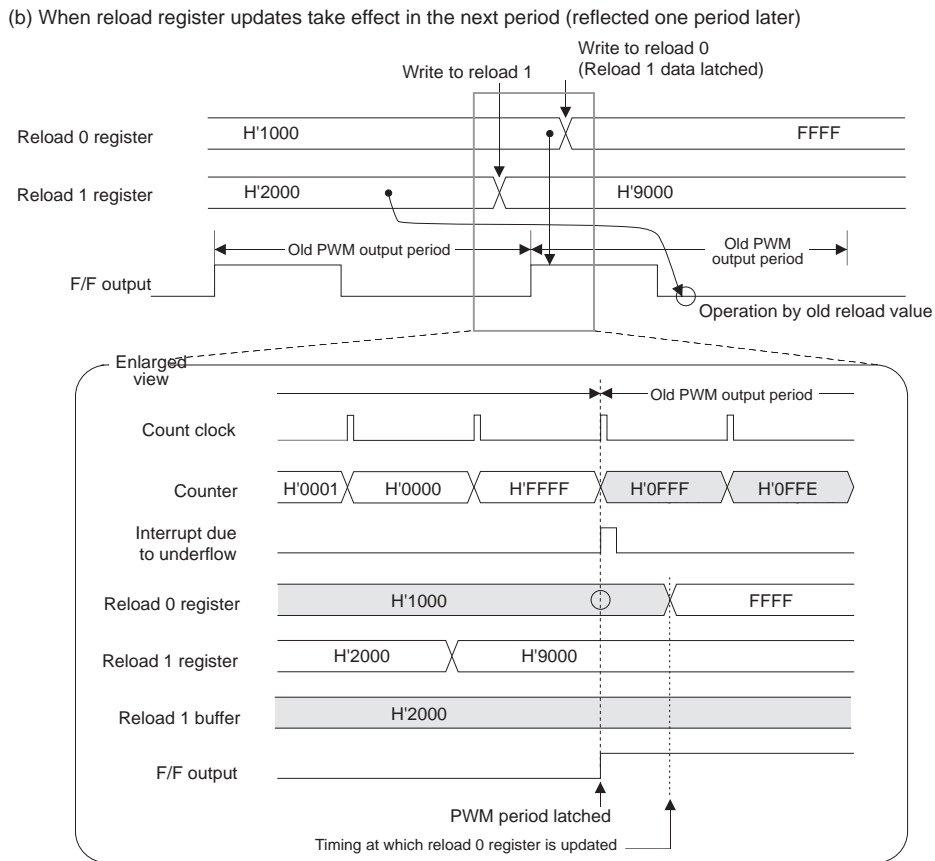 (b) When reload register updates take effect in the next period (reflected one period later)
Write to reload 0
(Reload 1 data latched)
Write to reload 1
Reload 0 register
H'1000
FFFF
Reload 1 register
H'2000
H'9000
Old PWM output period
Old PWM
output period
F/F output
Operation by old reload value
Enlarged
view
Old PWM output period
Count clock
Counter
H'0001
H'0000
H'FFFF
H'0FFF
H'0FFE
Interrupt due
to underflow
Reload 0 register
H'1000
FFFF
Reload 1 register
H'2000
H'9000
Reload 1 buffer
H'2000
F/F output
PWM period latched
Timing at which reload 0 register is updated